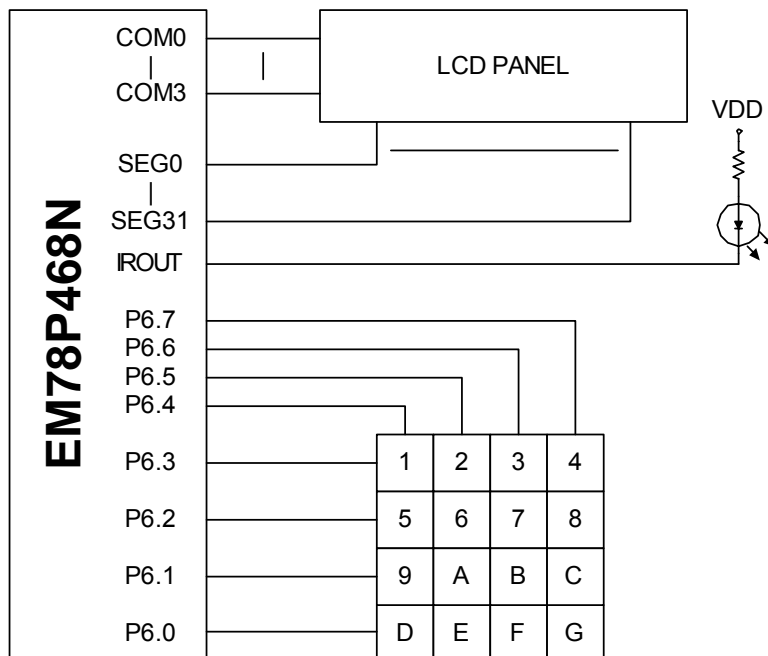 COM0
COM3
SEG0
SEG31
IROUT
P6.7
P6.6
P6.5
P6.4
P6.3
P6.2
P6.1
P6.0
EM78P468N
LCD PANEL
VDD
1 2 3 4
5 6 7 8
9 A B C
D E F G